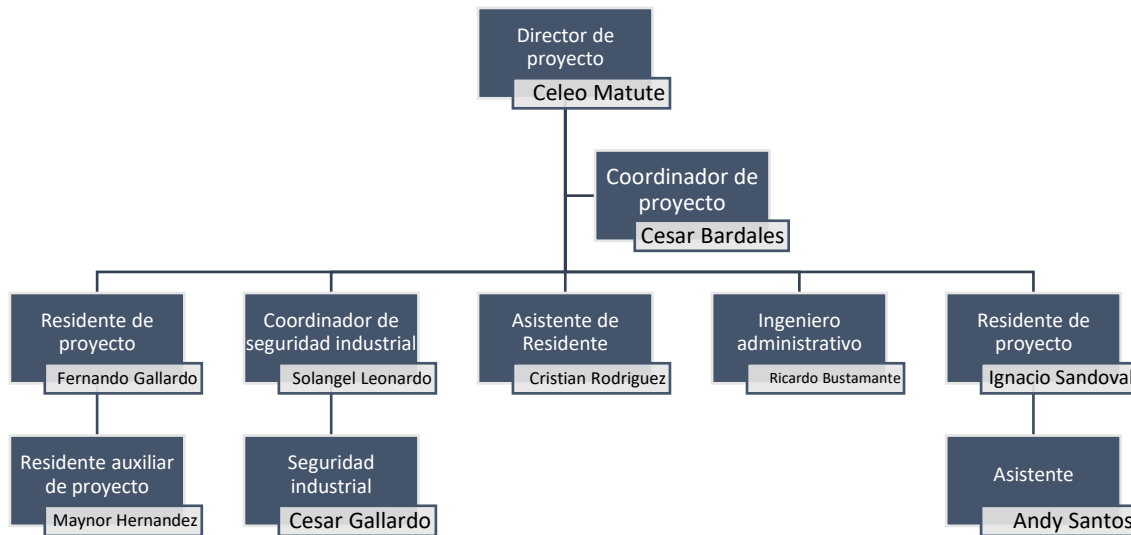 Director de
proyecto
Celeo Matute
Coordinador de
proyecto
Cesar Bardales
Residente de
proyecto
Fernando Gallardo
Coordinador de
seguridad industrial
Solangel Leonardo
Asistente de
Residente
Cristian Rodriguez
Ingeniero
administrativo
Ricardo Bustamante
Residente de
proyecto
Ignacio Sandoval
Residente auxiliar
de proyecto
Maynor Hernandez
Seguridad
industrial
Cesar Gallardo
Asistente
Andy Santos